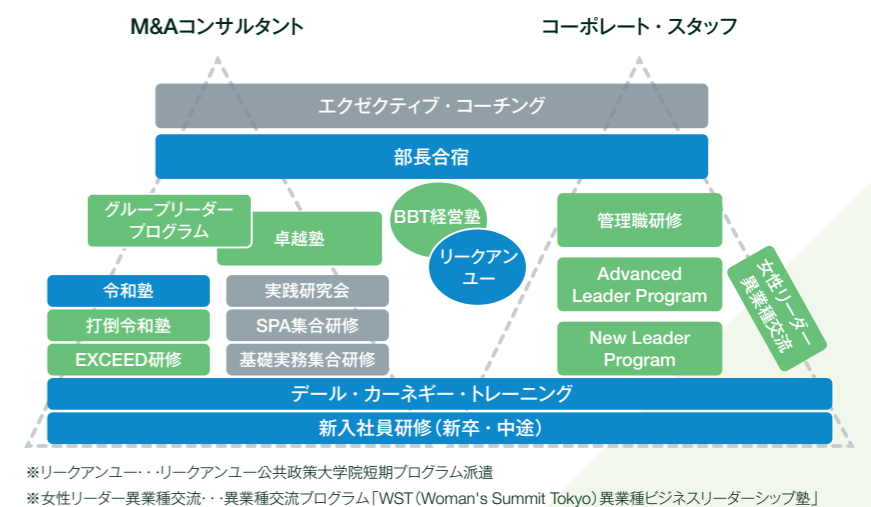 M&Aコンサルタント
コーポレート・スタッフ
エクゼクティブ・コーチング
部長合宿
グループリーダー
プログラム
卓越塾
BBT経営塾
リークアン
ユー
管理職研修
Advanced
Leader Program
New Leader
Program
女性リーダー
異業種交流
令和塾
打倒令和塾
EXCEED研修
実践研究会
SPA集合研修
基礎実務集合研修
デール・カーネギー・トレーニング
新入社員研修（新卒・中途）
※リークアンユー・・・リークアンユー公共政策大学院短期プログラム派遣
※女性リーダー異業種交流・・・異業種交流プログラム「WST（Woman's Summit Tokyo）異業種ビジネスリーダーシップ塾」